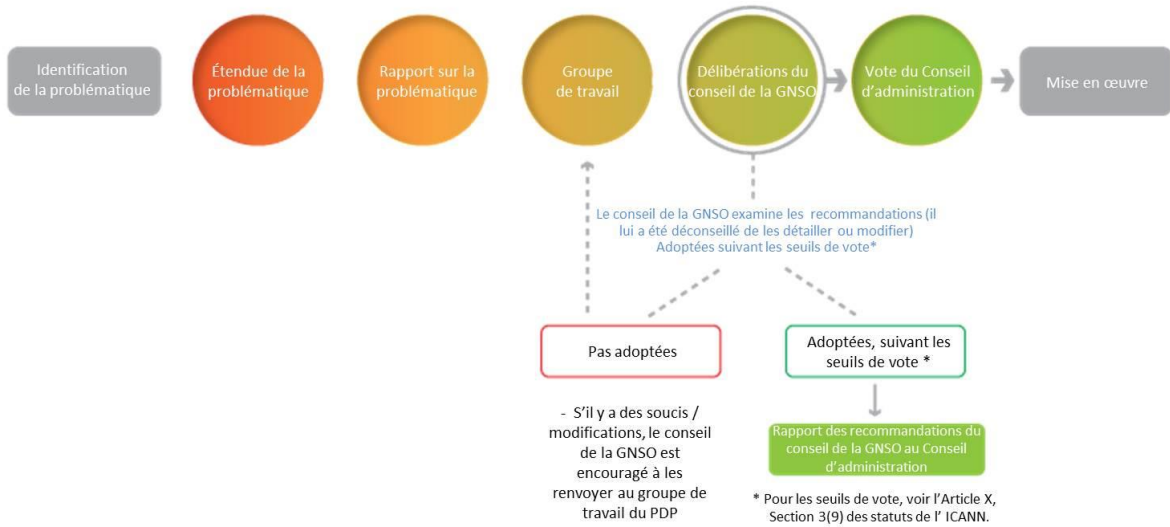 Identification
de la problématique
Étendue de la
problématique
Rapport sur la
problématique
Groupe
de travail
Délibérations du
conseil de la GNSO
Vote du Conseil
d'administration
Mise en œuvre
Le conseil de la GNSO examine les recommandations (il
lui a été déconseillé de les détailler ou modifier)
Adoptées suivant les seuils de vote*
Pas adoptées
- S'il y a des soucis /
modifications, le conseil
de la GNSO est
encouragé à les
renvoyer au groupe de
travail du PDP
Adoptées, suivant les
seuils de vote *
Rapport des recommandations du
conseil de la GNSO au Conseil
d'administration
* Pour les seuils de vote, voir l'Article X,
Section 3(9) des statuts de l' ICANN.